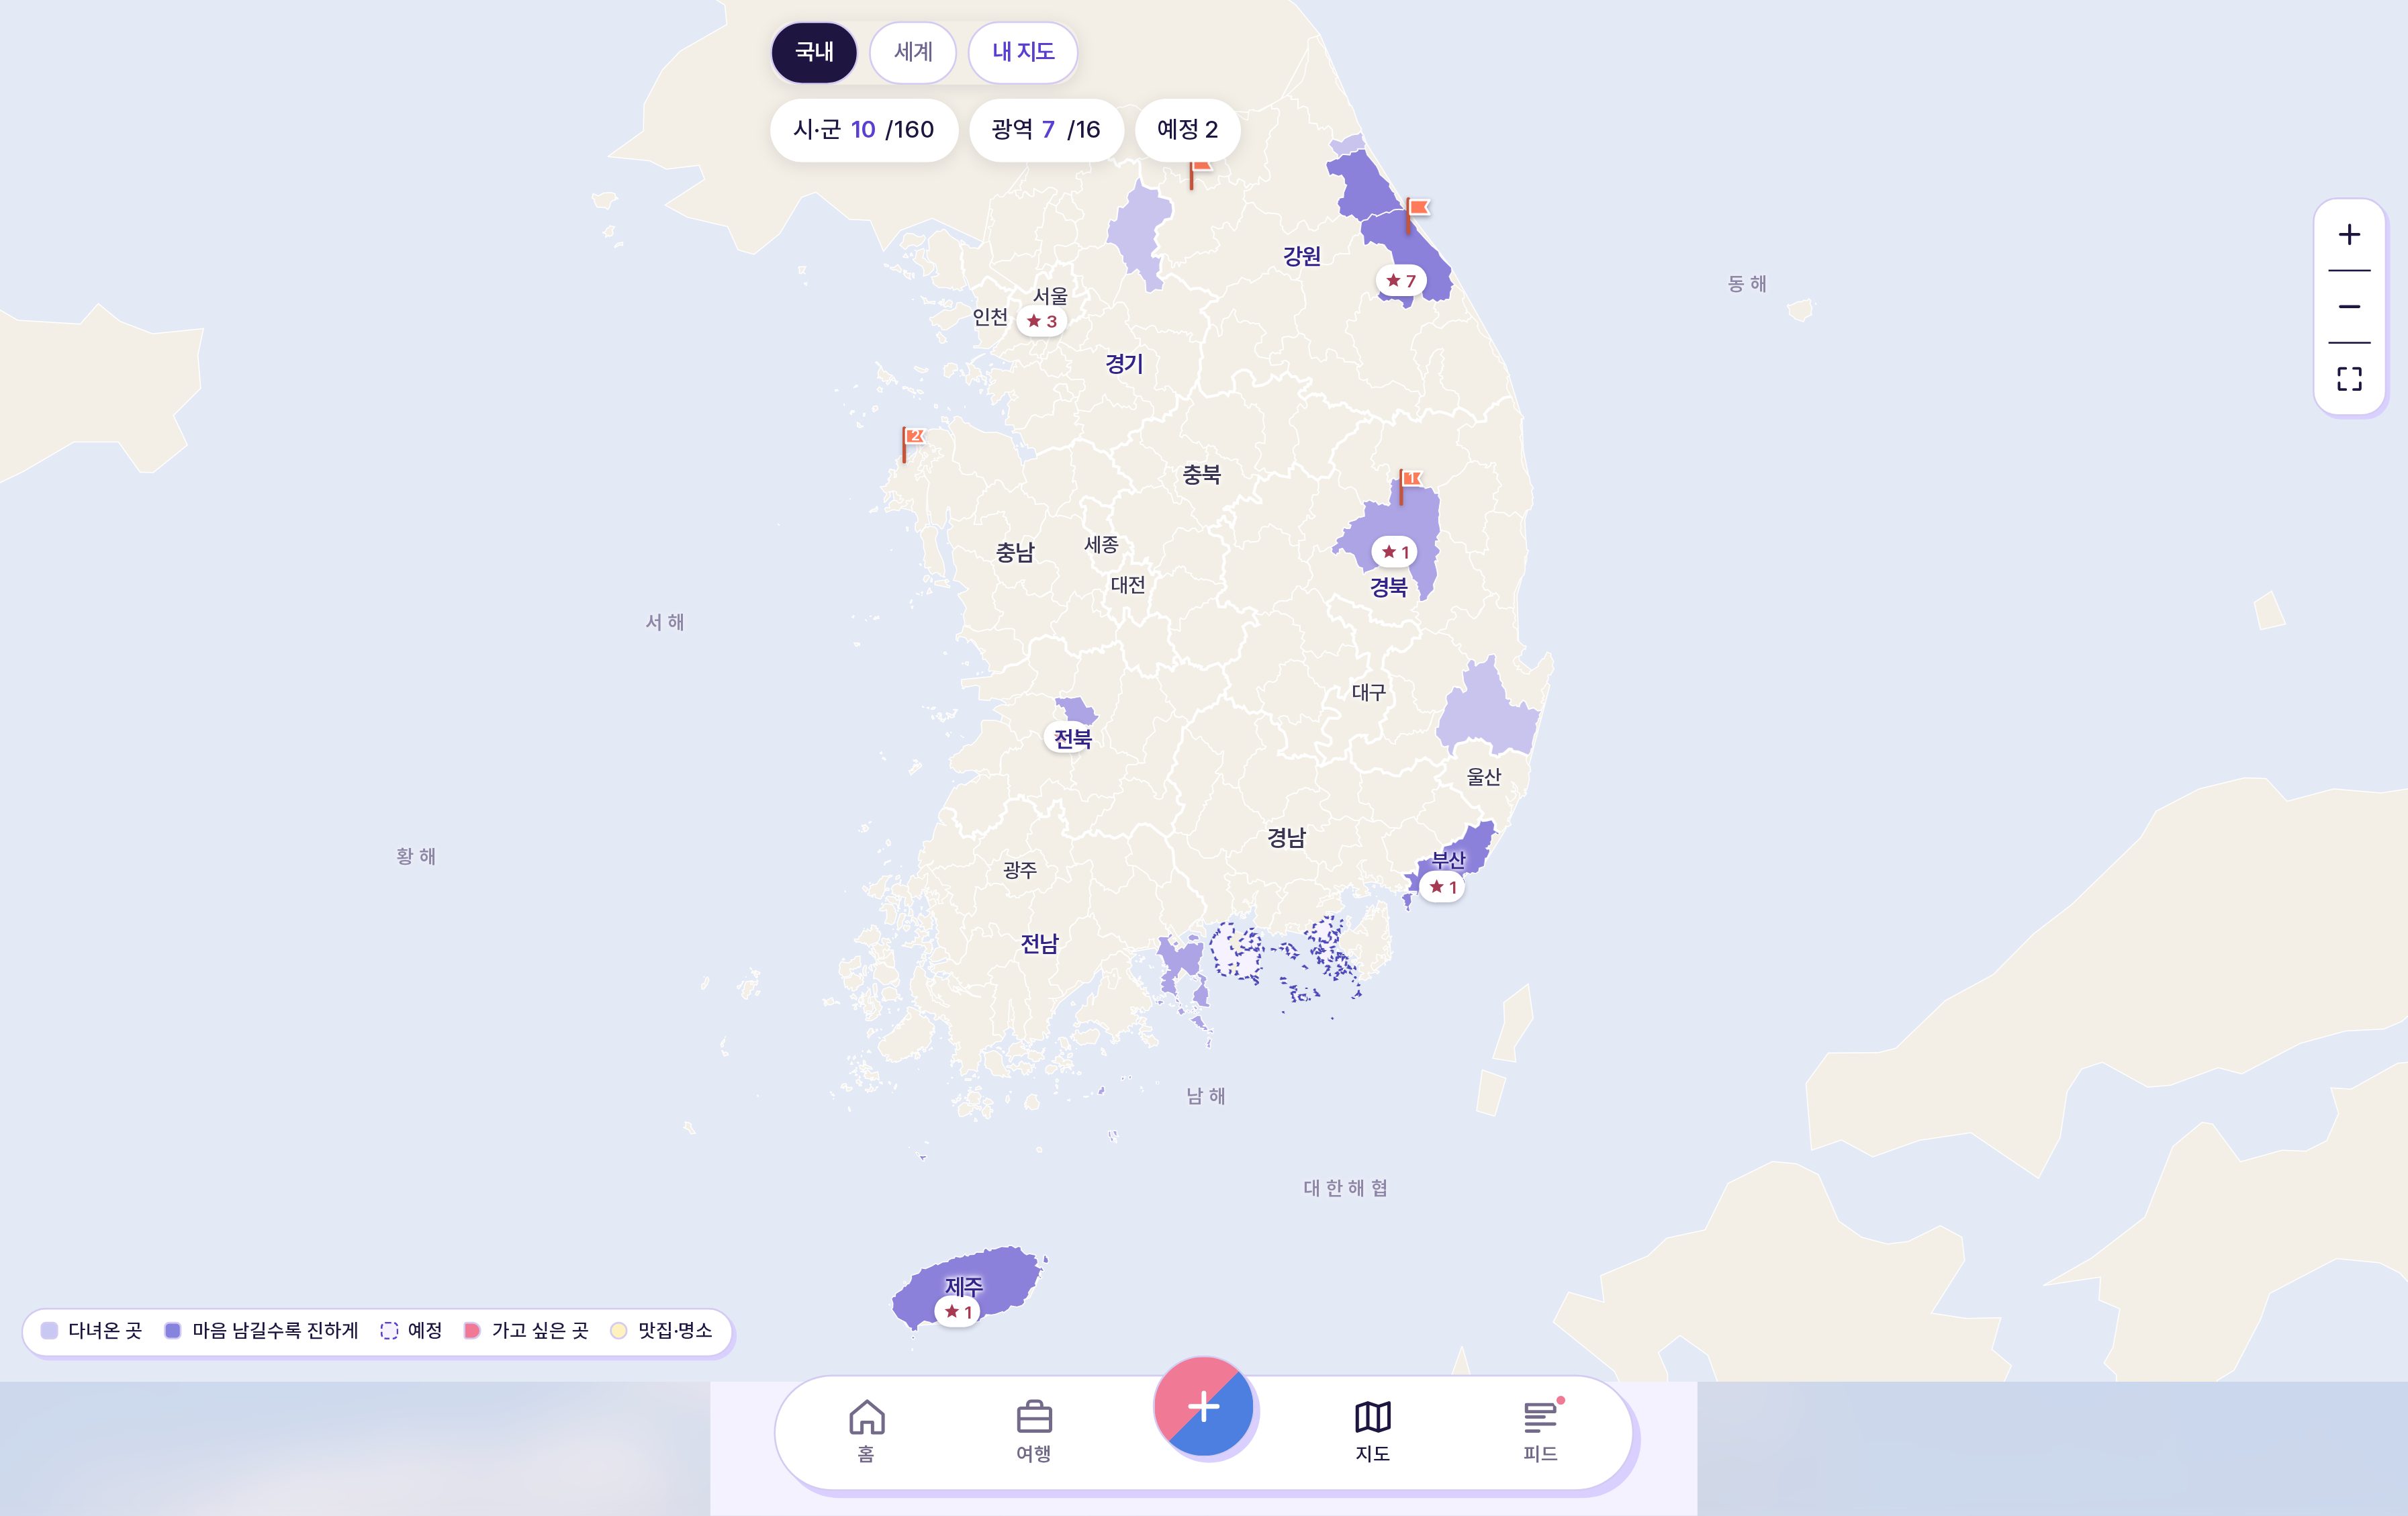 국내 세계 내 지도
시·군 10 /160 광역 7 /16 예정 2
강원
동 해
★ 7
서울
인천
★ 3
경기
2
충북
1
충남
세종
★ 1
대전
경북
서 해
대구
전북
울산
경남
황 해
부산
광주
★ 1
전남
남 해
대 한 해 협
제주
★ 1
다녀온 곳 마음 남길수록 진하게 예정 가고 싶은 곳 맛집·명소
홈 여행 지도 피드